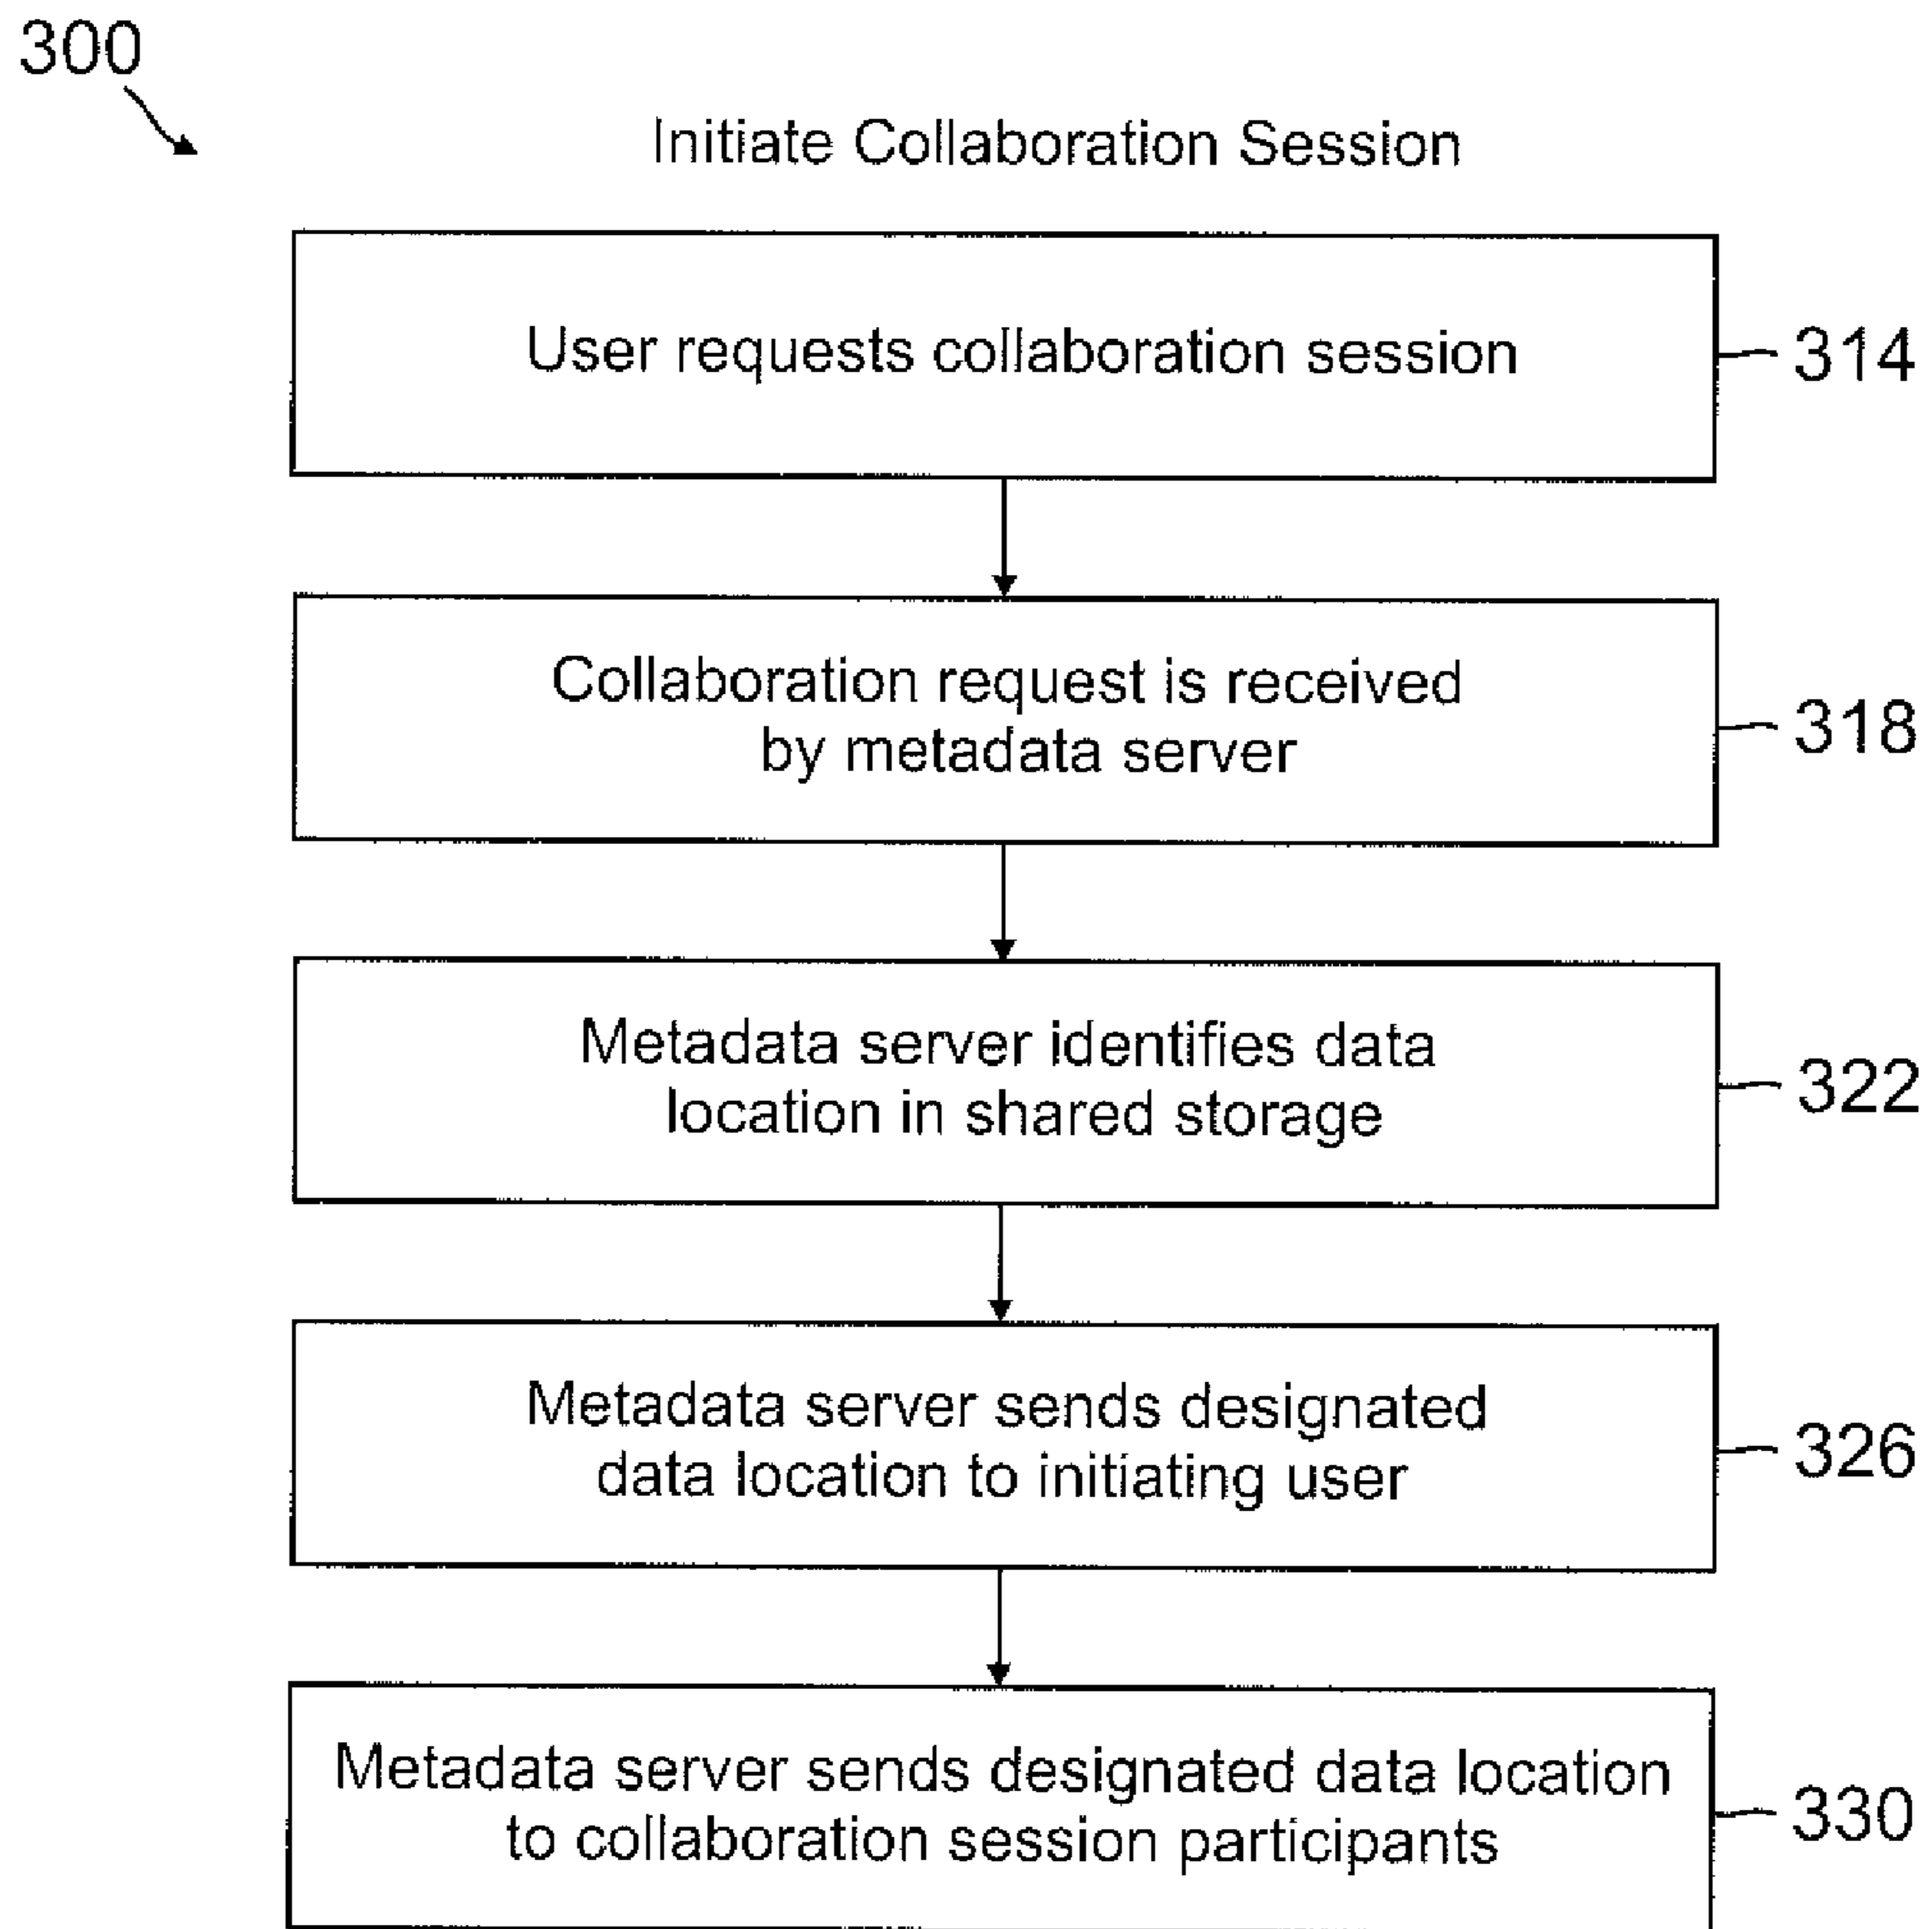 300
Initiate Collaboration Session
User requests collaboration session
314
Collaboration request is received
by metadata server
318
Metadata server identifies data
location in shared storage
322
Metadata server sends designated
data location to initiating user
326
Metadata server sends designated data location
to collaboration session participants
330